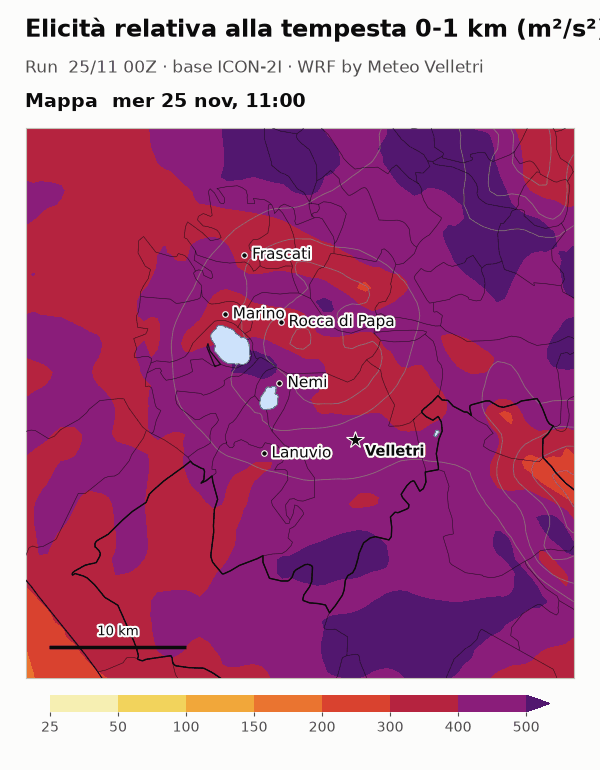 Elicità relativa alla tempesta 0-1 km (m²/s²)
Run 25/11 00Z · base ICON-2I · WRF by Meteo Velletri
Mappa mer 25 nov, 11:00
Frascati
Marino
Rocca di Papa
Nemi
Velletri
Lanuvio
10 km
25 50 100 150 200 300 400 500